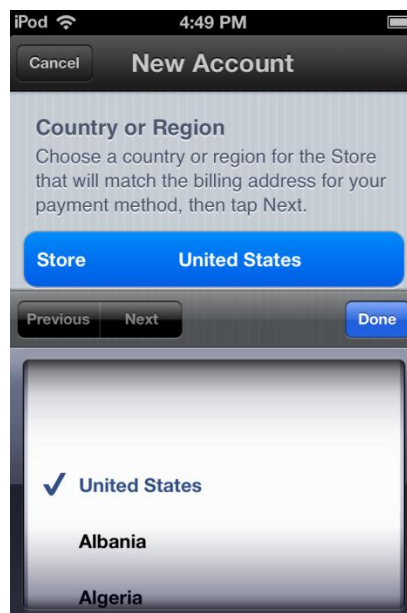 iPod 4:49 PM
Cancel New Account
Country or Region
Choose a country or region for the Store
that will match the billing address for your
payment method, then tap Next.
Store United States
Previous Next Done
United States
Albania
Algeria